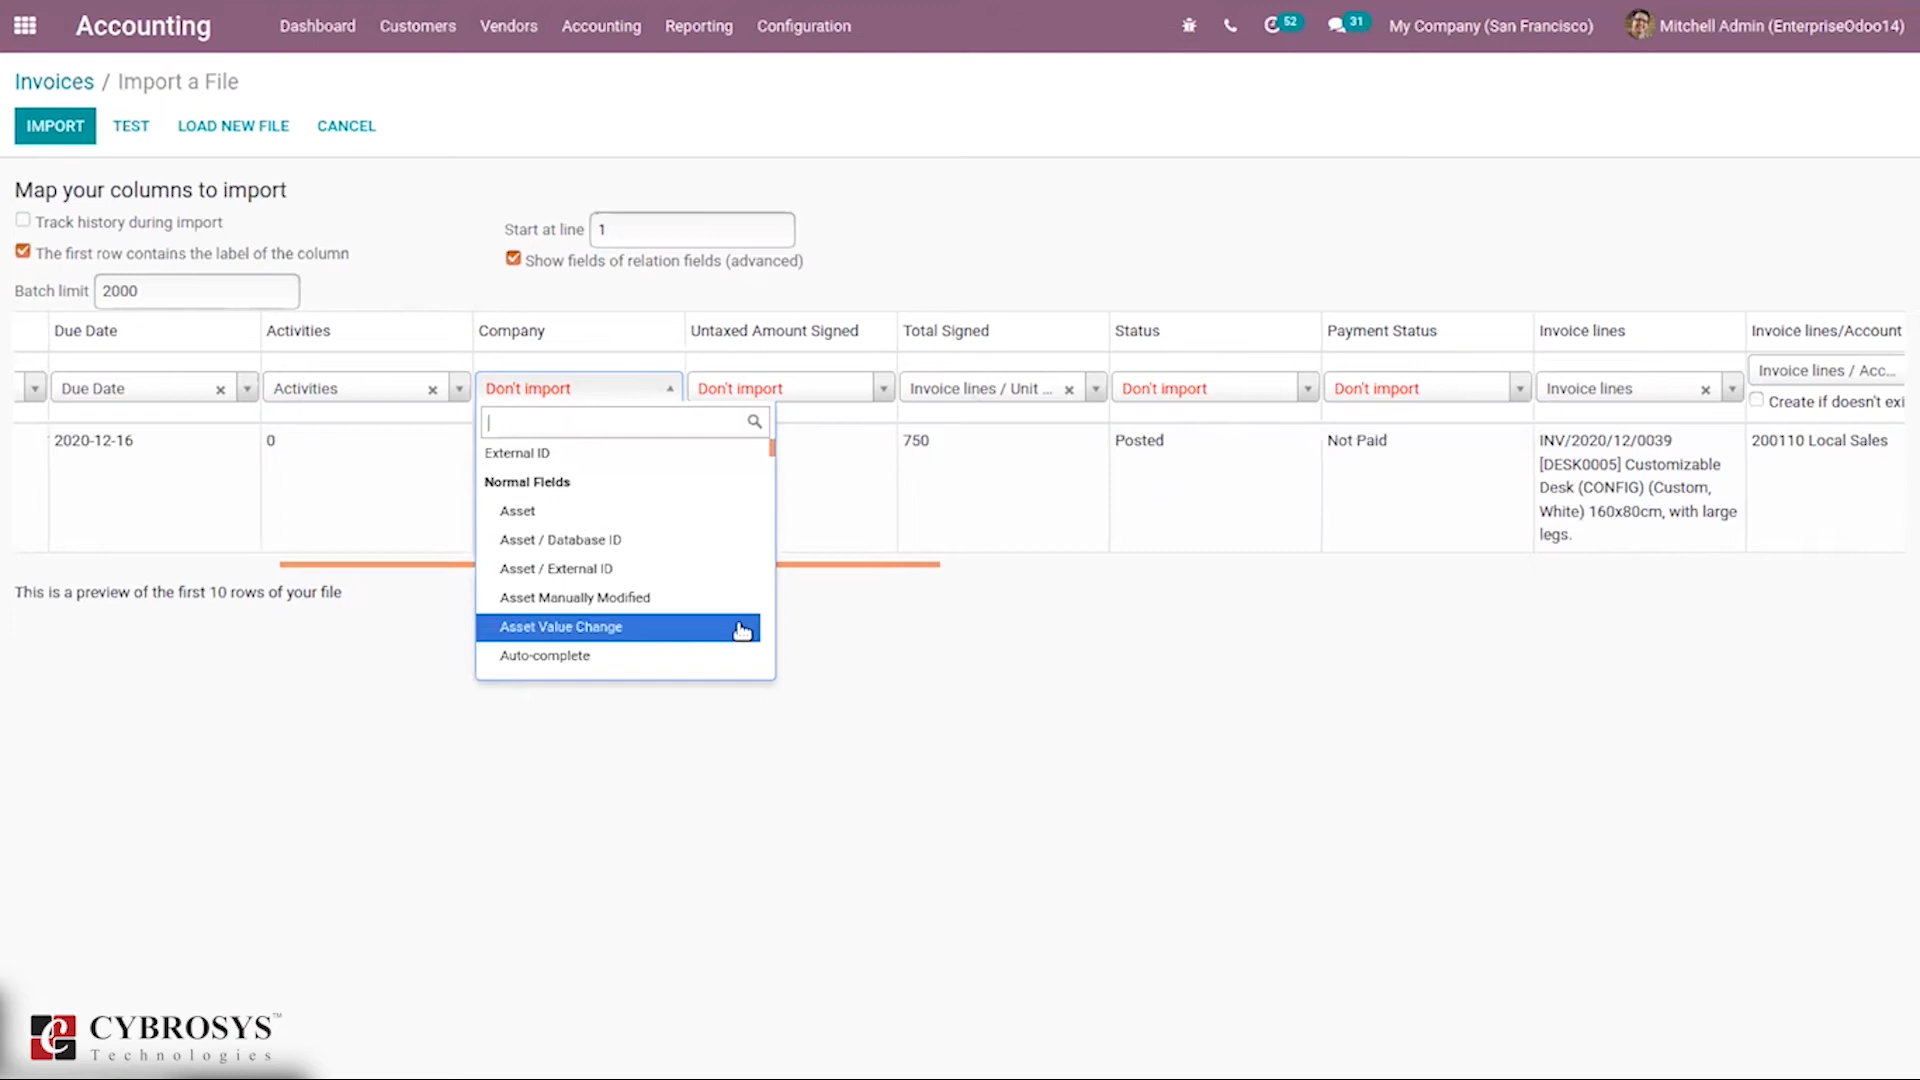 Accounting
Dashboard Customers Vendors Accounting Reporting Configuration
52 31 My Company (San Francisco) Mitchell Admin (EnterpriseOdoo14)
Invoices / Import a File
IMPORT TEST LOAD NEW FILE CANCEL
Map your columns to import
Track history during import
The first row contains the label of the column
Batch limit 2000
Start at line 1
Show fields of relation fields (advanced)
Due Date Activities Company Untaxed Amount Signed Total Signed Status Payment Status Invoice lines Invoice lines/Account
Due Date Activities Don't import Don't import Invoice lines / Unit ... Don't import Don't import Invoice lines Invoice lines / Acc...
Create if doesn't exi
2020-12-16 0 750 Posted Not Paid INV/2020/12/0039 200110 Local Sales
[DESK0005] Customizable
Desk (CONFIG) (Custom,
White) 160x80cm, with large
legs.
External ID
Normal Fields
Asset
Asset / Database ID
Asset / External ID
Asset Manually Modified
Asset Value Change
Auto-complete
This is a preview of the first 10 rows of your file
CYBROSYS™
Technologies